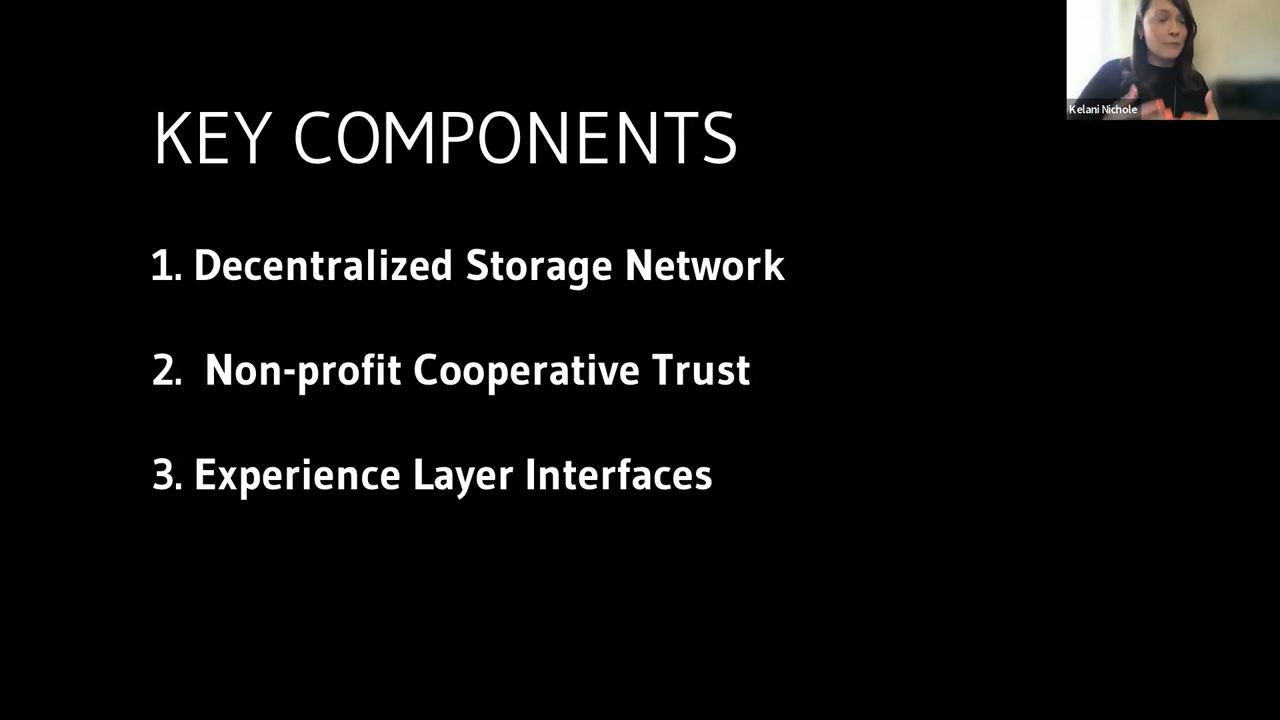 KEY COMPONENTS
1. Decentralized Storage Network
2. Non-profit Cooperative Trust
3. Experience Layer Interfaces
Kelani Nichole